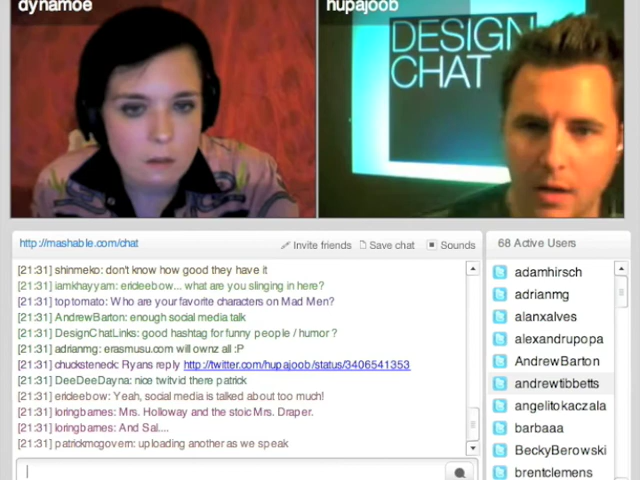 dynamoe
hupajoob
DESIGN
CHAT
http://mashable.com/chat
Invite friends
Save chat
Sounds
68 Active Users
[21:31] shinmeko: don't know how good they have it
[21:31] iamkhayyam: erideebow... what are you slinging in here?
[21:31] toptomato: Who are your favorite characters on Mad Men?
[21:31] AndrewBarton: enough social media talk
[21:31] DesignChatLinks: good hashtag for funny people / humor ?
[21:31] adrianmg: erasmusu.com will ownz all :P
[21:31] chucksteneck: Ryans reply http://twitter.com/hupajoob/status/3406541353
[21:31] DeeDeeDayna: nice twitvid there patrick
[21:31] erideebow: Yeah, social media is talked about too much!
[21:31] loringbarnes: Mrs. Holloway and the stoic Mrs. Draper.
[21:31] loringbarnes: And Sal....
[21:31] patrickmcgovern: uploading another as we speak
adamhirsch
adrianmg
alanxalves
alexandrupopa
AndrewBarton
andrewtibbetts
angelitokaczala
barbaaa
BeckyBerowski
brentclemens